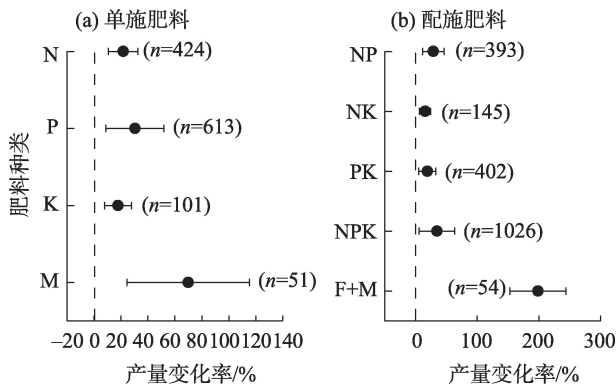 (a) 单施肥料
N
(n=424)
P
(n=613)
K
(n=101)
M
(n=51)
肥料种类
−20 0 20 40 60 80 100 120 140
产量变化率/%
(b) 配施肥料
NP
(n=393)
NK
(n=145)
PK
(n=402)
NPK
(n=1026)
F+M
(n=54)
0 100 200 300
产量变化率/%